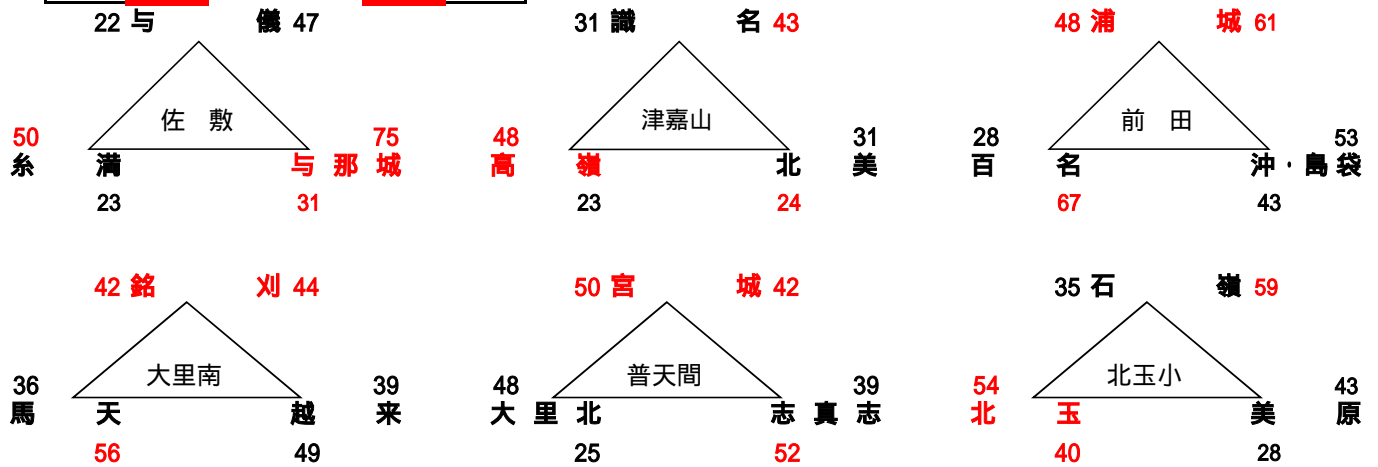 22 与 儀 47 31 識 名 43 48 浦 城 61
佐 敷 津嘉山 前 田
50 75 48 31 28 53
糸 満 与 那 城 高 嶺 北 美 百 名 沖・島 袋
23 31 23 24 67 43
42 銘 刈 44 50 宮 城 42 35 石 嶺 59
大里南 普天間 北玉小
36 39 48 39 54 43
馬 天 越 来 大 里 北 志 真 志 北 玉 美 原
56 49 25 52 40 28